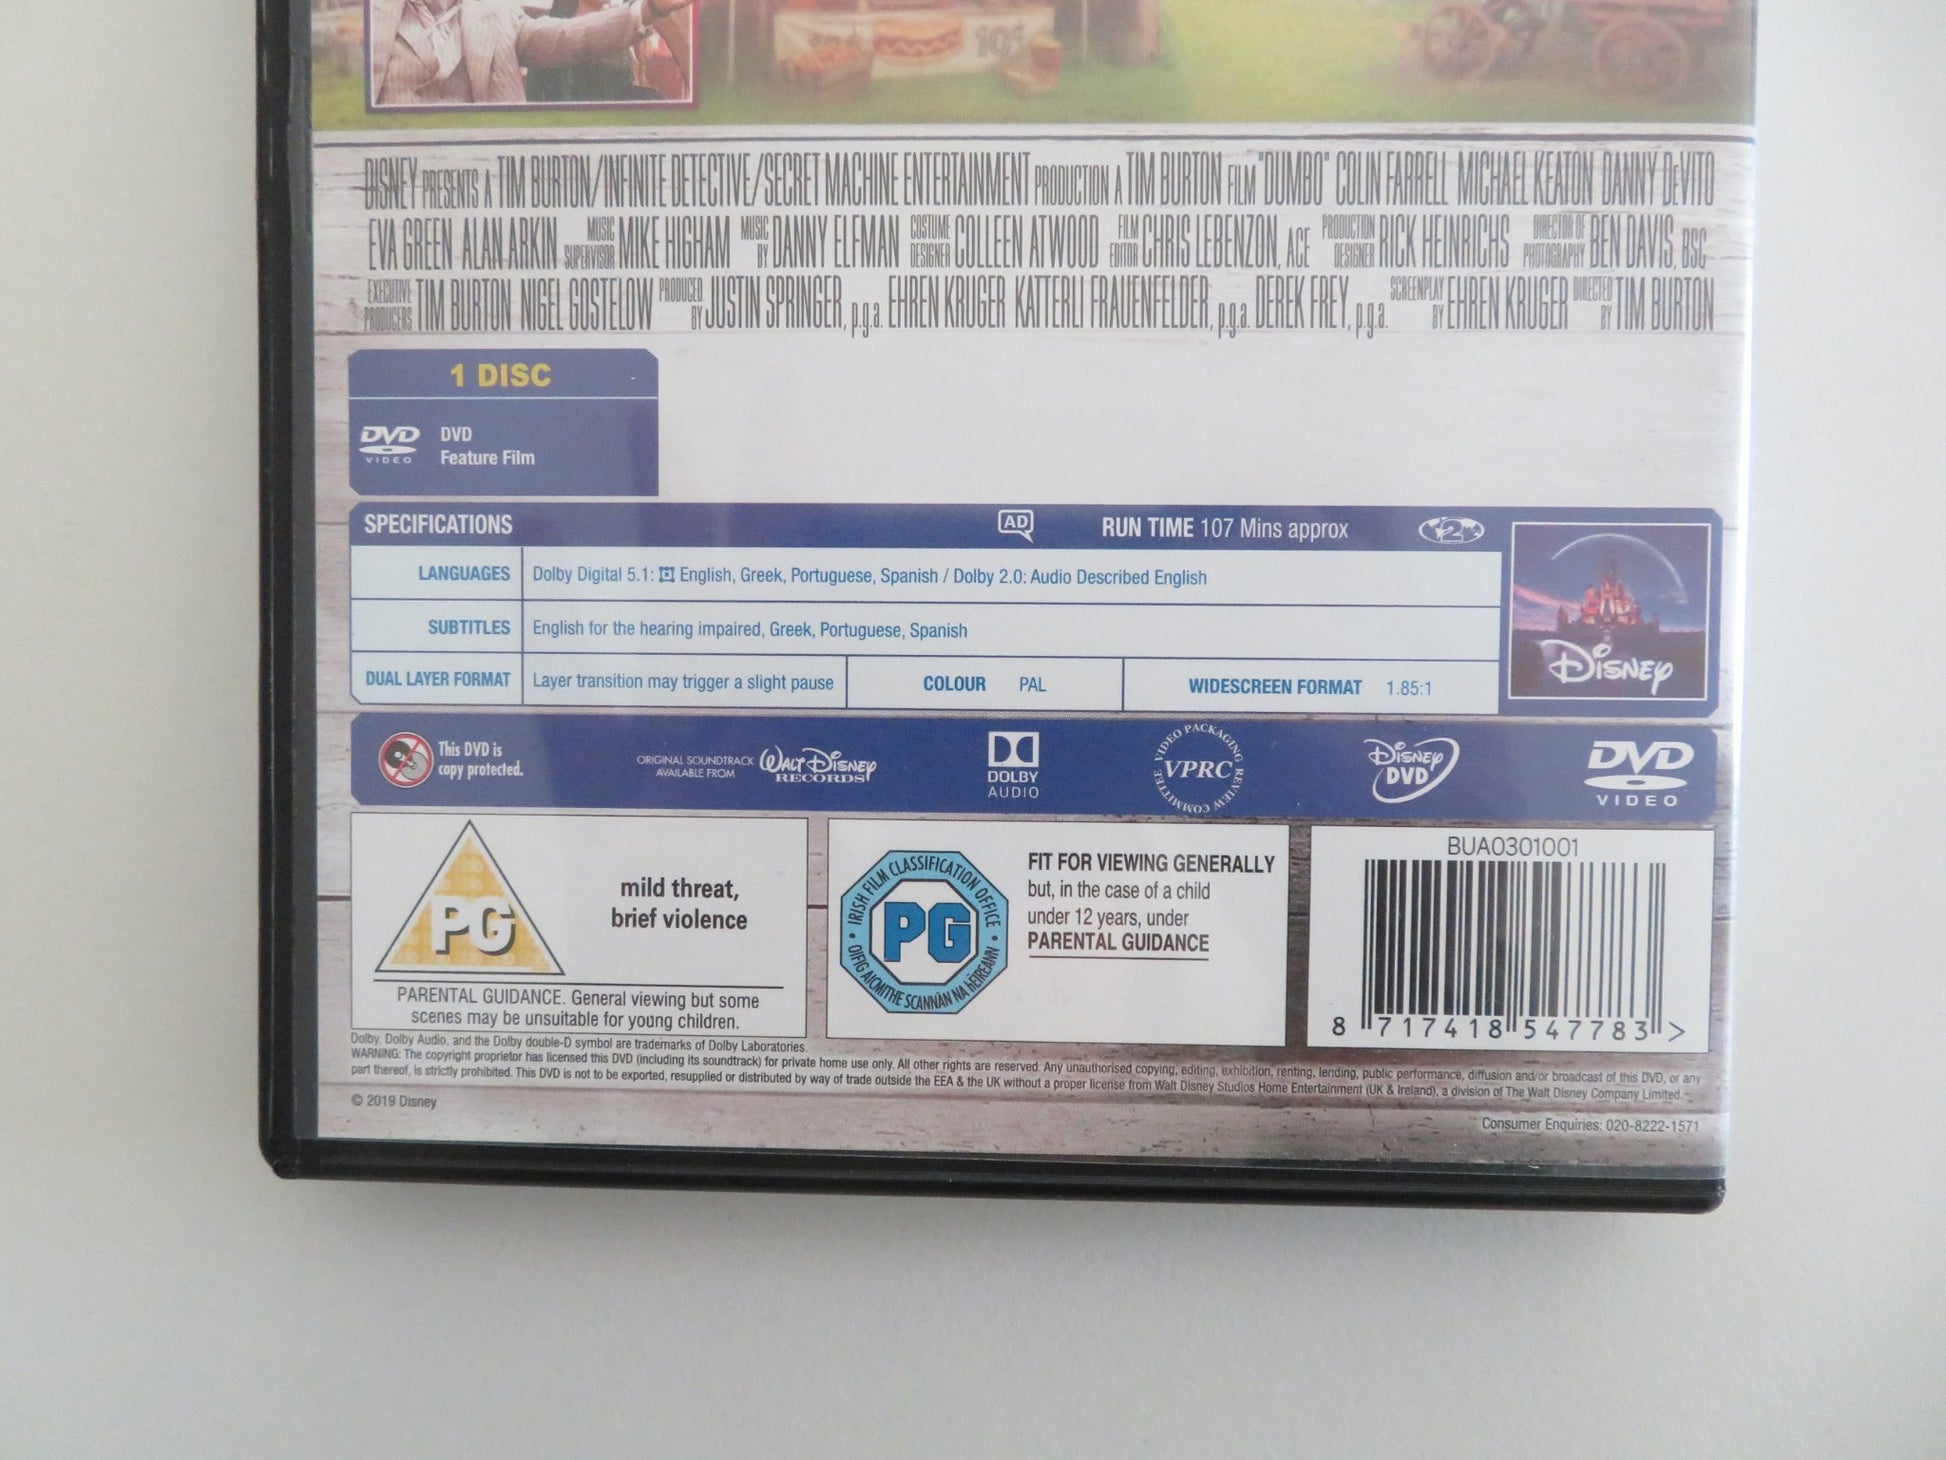 10¢
DISNEY PRESENTS A TIM BURTON/INFINITE DETECTIVE/SECRET MACHINE ENTERTAINMENT PRODUCTION A TIM BURTON FILM "DUMBO" COLIN FARRELL MICHAEL KEATON DANNY DeVITO
EVA GREEN ALAN ARKIN MUSIC SUPERVISOR MIKE HIGHAM MUSIC BY DANNY ELFMAN COSTUME DESIGNER COLLEEN ATWOOD FILM EDITOR CHRIS LEBENZON, ACE PRODUCTION DESIGNER RICK HEINRICHS DIRECTOR OF PHOTOGRAPHY BEN DAVIS, BSC
EXECUTIVE PRODUCERS TIM BURTON NIGEL GOSTELOW PRODUCED BY JUSTIN SPRINGER, p.g.a. EHREN KRUGER KATTERLI FRAUENFELDER, p.g.a. DEREK FREY, p.g.a. SCREENPLAY BY EHREN KRUGER DIRECTED BY TIM BURTON
1 DISC
DVD VIDEO
DVD
Feature Film
SPECIFICATIONS AD RUN TIME 107 Mins approx 2
LANGUAGES Dolby Digital 5.1: English, Greek, Portuguese, Spanish / Dolby 2.0: Audio Described English
SUBTITLES English for the hearing impaired, Greek, Portuguese, Spanish
DUAL LAYER FORMAT Layer transition may trigger a slight pause COLOUR PAL WIDESCREEN FORMAT 1.85:1
Disney
This DVD is
copy protected.
ORIGINAL SOUNDTRACK
AVAILABLE FROM
WALT DISNEY
RECORDS
DOLBY
AUDIO
VIDEO PACKAGING REVIEW COMMITTEE
VPRC
DISNEY
DVD
DVD
VIDEO
PG
mild threat,
brief violence
PARENTAL GUIDANCE. General viewing but some
scenes may be unsuitable for young children.
IRISH FILM CLASSIFICATION OFFICE
PG
OIFIG AICMITHE SCANNÁN NA hÉIREANN
FIT FOR VIEWING GENERALLY
but, in the case of a child
under 12 years, under
PARENTAL GUIDANCE
BUA0301001
8 717418 547783 >
Dolby, Dolby Audio, and the Dolby double-D symbol are trademarks of Dolby Laboratories.
WARNING: The copyright proprietor has licensed this DVD (including its soundtrack) for private home use only. All other rights are reserved. Any unauthorised copying, editing, exhibition, renting, lending, public performance, diffusion and/or broadcast of this DVD, or any
part thereof, is strictly prohibited. This DVD is not to be exported, resupplied or distributed by way of trade outside the EEA & the UK without a proper license from Walt Disney Studios Home Entertainment (UK & Ireland), a division of The Walt Disney Company Limited.
© 2019 Disney
Consumer Enquiries: 020-8222-1571